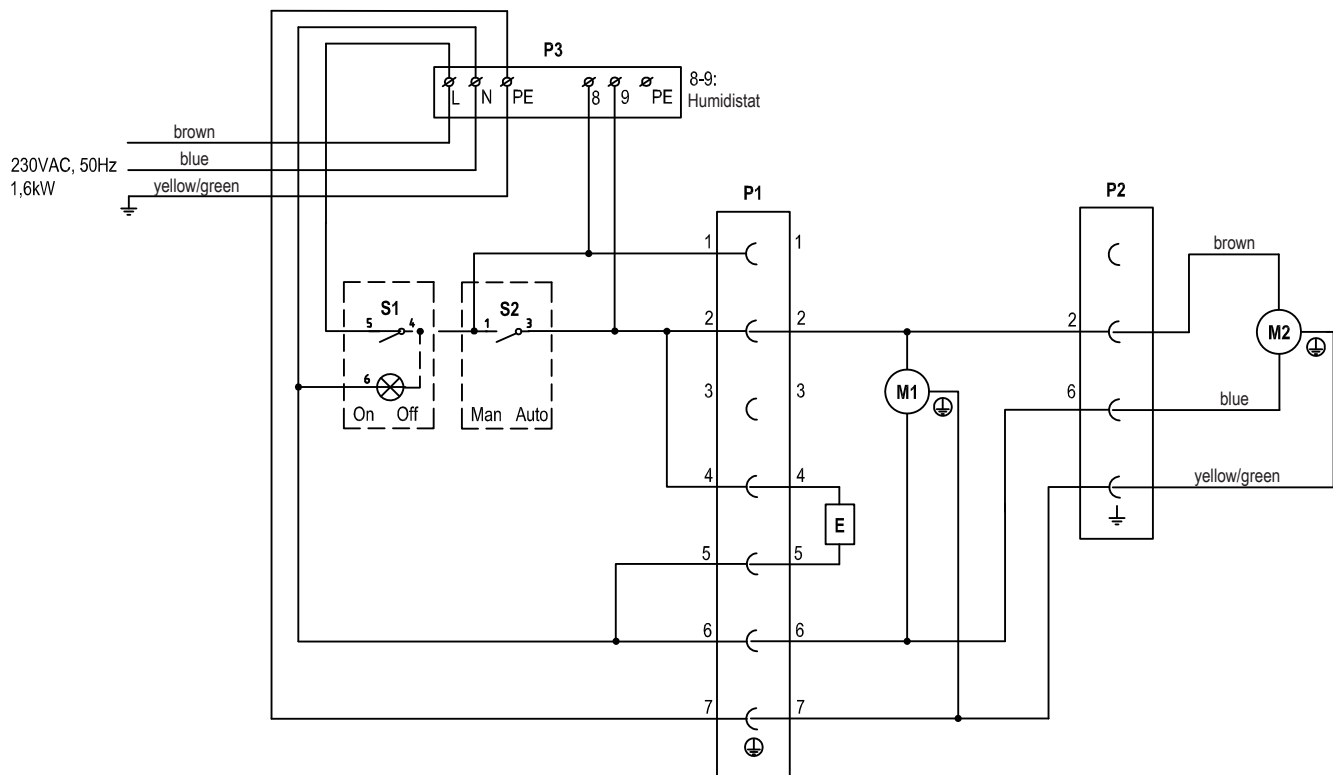 P3
L N PE 8 9 PE
8-9:
Humidistat
brown
230VAC, 50Hz
1,6kW
blue
yellow/green
P1
P2
1 1
brown
S1
S2
5 4
1 3
2 2
2
M2
6
3 3
M1
6
On Off
Man Auto
blue
4 4
yellow/green
E
5 5
6 6
7 7